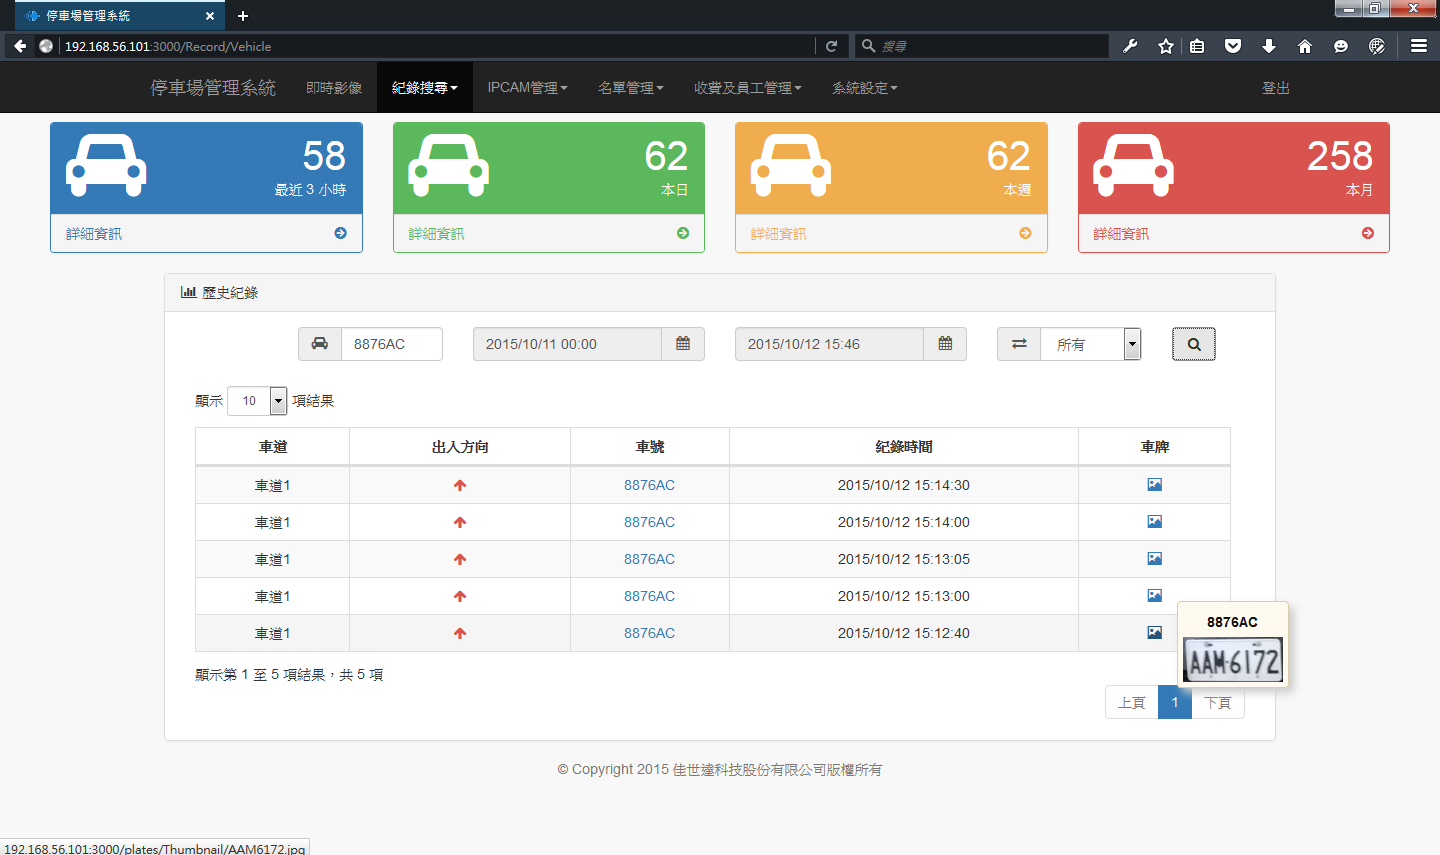 停車場管理系統
192.168.56.101:3000/Record/Vehicle
搜尋
停車場管理系統 即時影像 紀錄搜尋 IPCAM管理 名單管理 收費及員工管理 系統設定 登出
58
最近 3 小時
詳細資訊
62
本日
詳細資訊
62
本週
詳細資訊
258
本月
詳細資訊
歷史紀錄
8876AC 2015/10/11 00:00 2015/10/12 15:46 所有
顯示 10 項結果
車道 出入方向 車號 紀錄時間 車牌
車道1 8876AC 2015/10/12 15:14:30
車道1 8876AC 2015/10/12 15:14:00
車道1 8876AC 2015/10/12 15:13:05
車道1 8876AC 2015/10/12 15:13:00
車道1 8876AC 2015/10/12 15:12:40
8876AC
AAM-6172
顯示第 1 至 5 項結果，共 5 項
上頁 1 下頁
© Copyright 2015 佳世達科技股份有限公司版權所有
192.168.56.101:3000/plates/Thumbnail/AAM6172.jpg